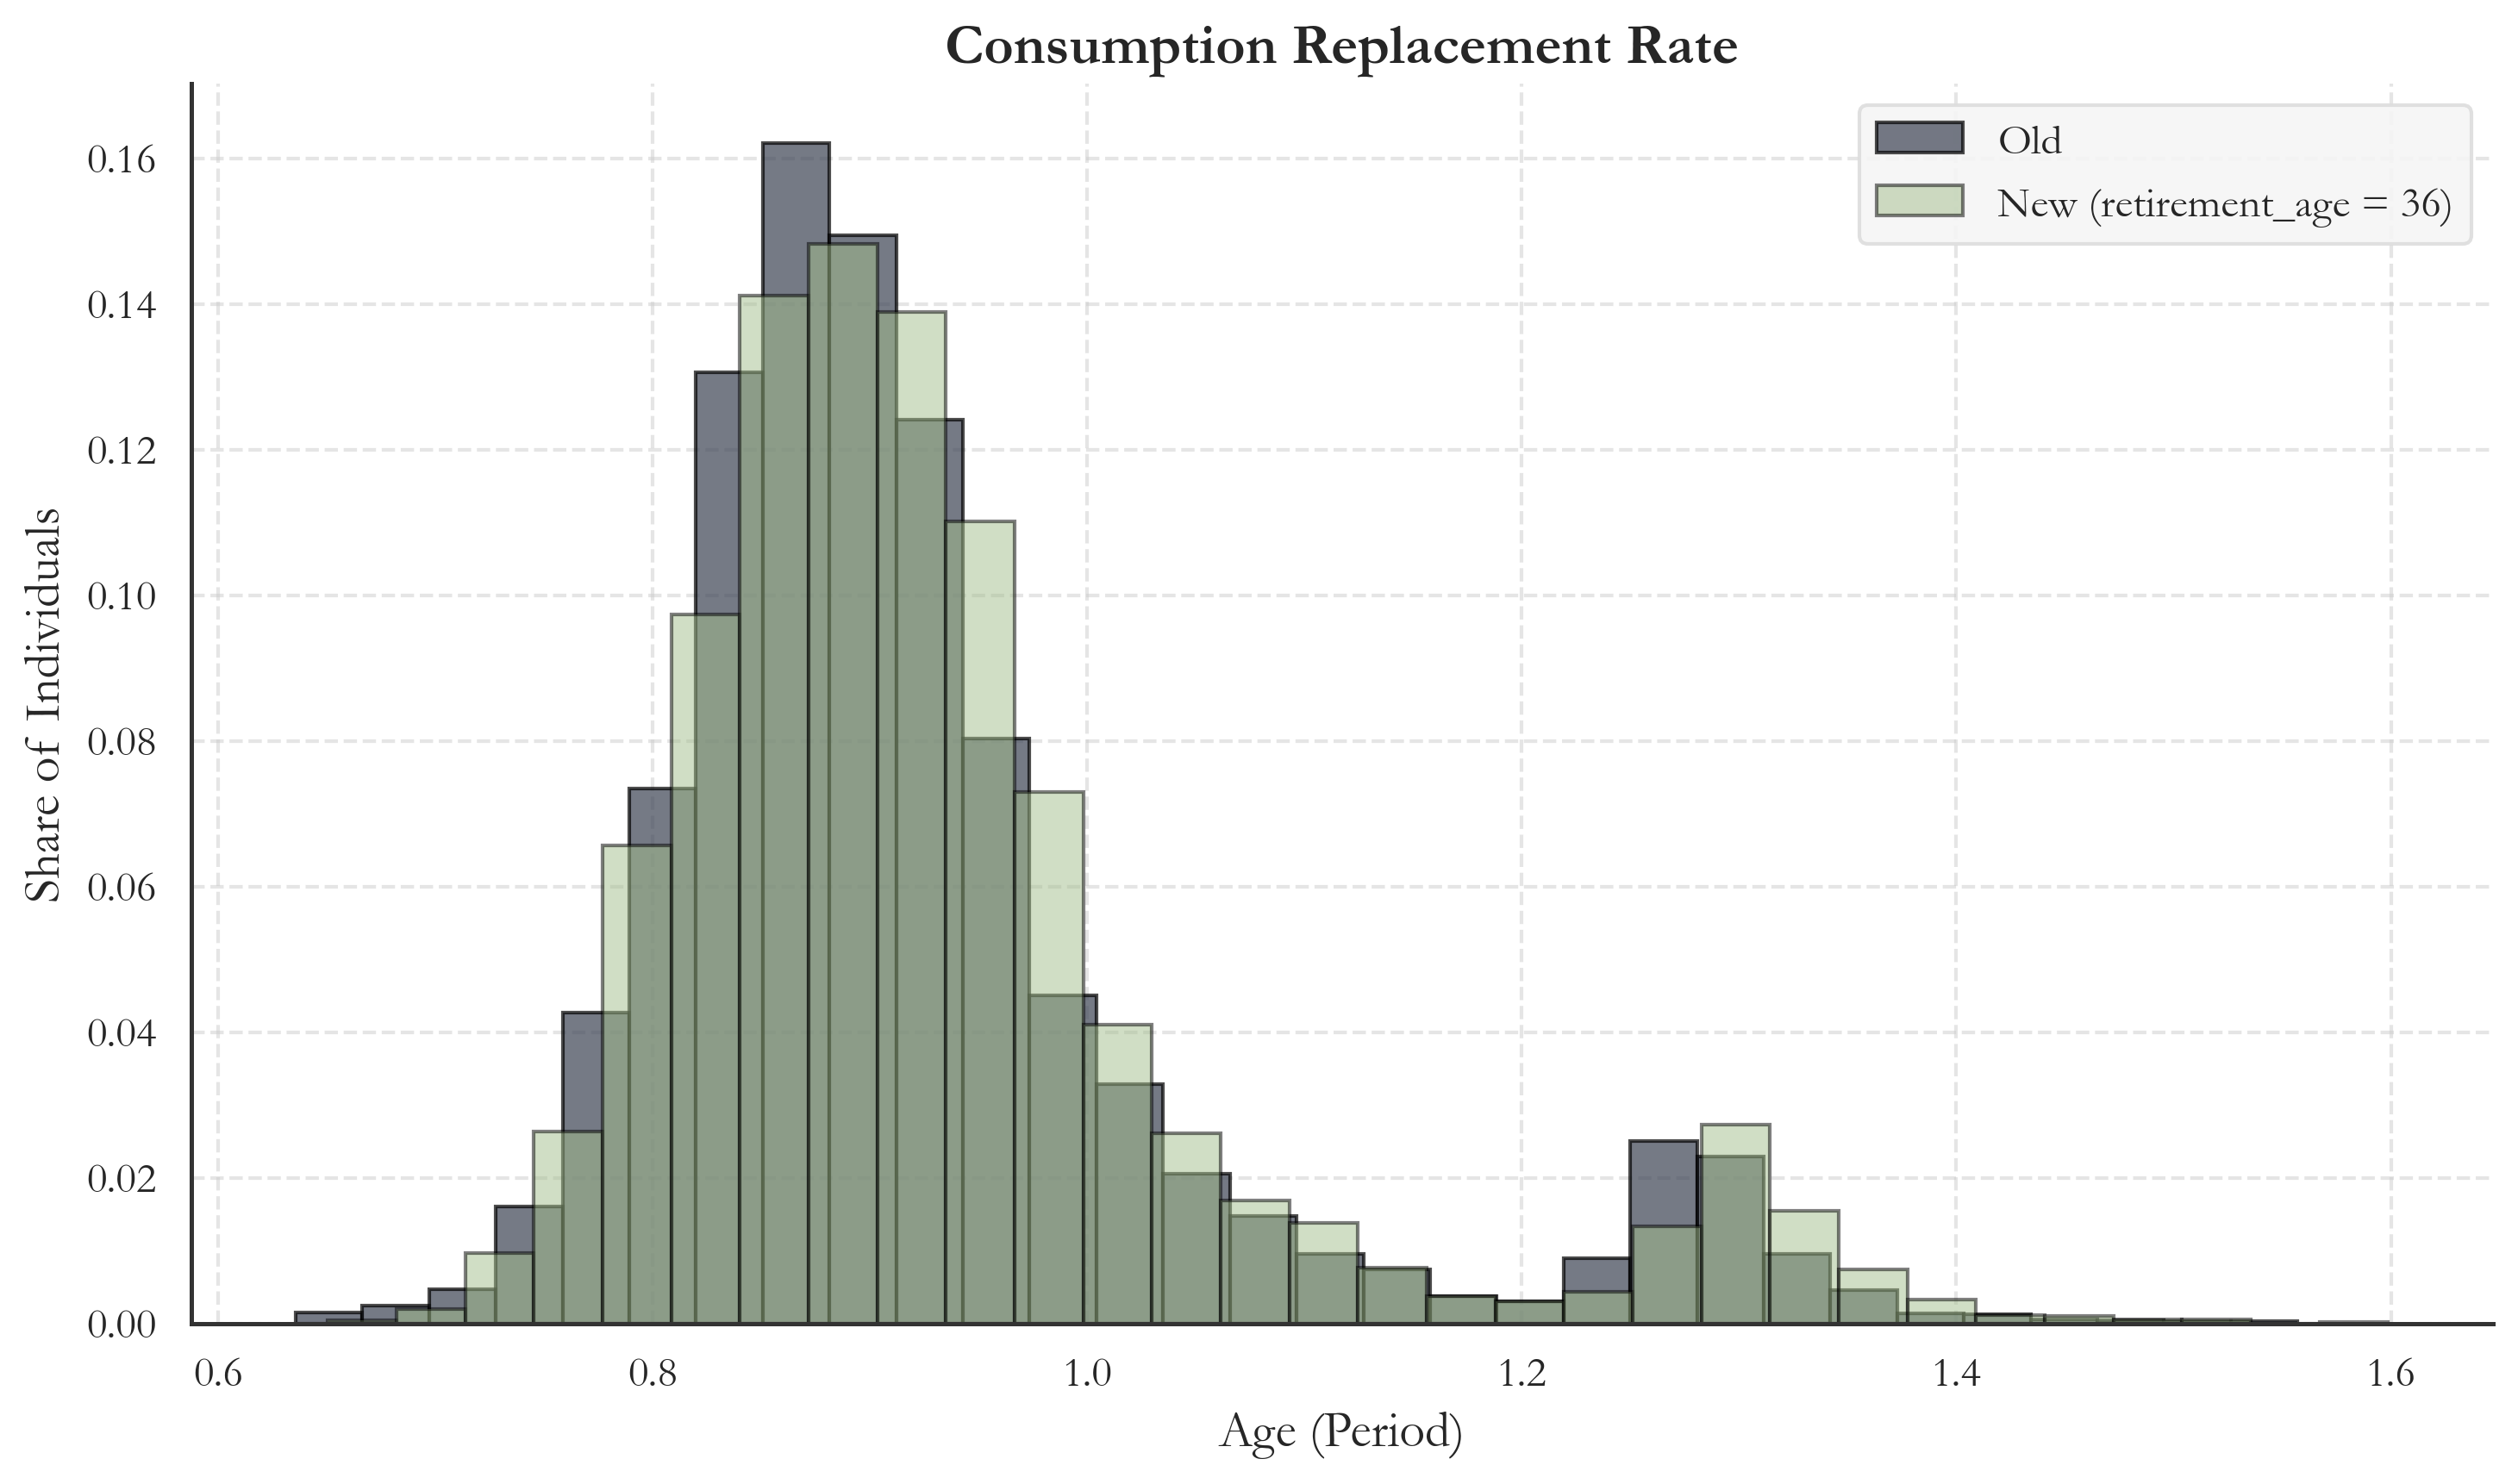 Consumption Replacement Rate
Old
New (retirement_age = 36)
Share of Individuals
0.16
0.14
0.12
0.10
0.08
0.06
0.04
0.02
0.00
0.6 0.8 1.0 1.2 1.4 1.6
Age (Period)